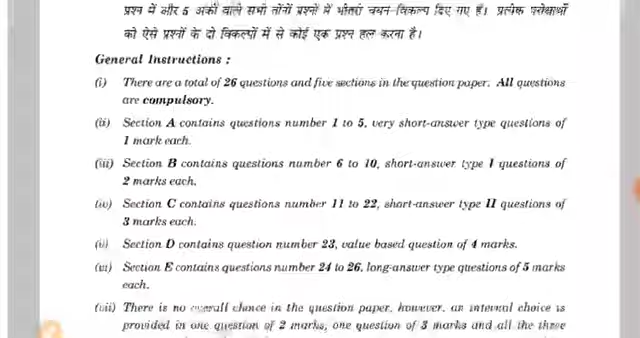 प्रश्न में और 5 अंकों वाले सभी तीनों प्रश्नों में भीतरी चयन-विकल्प दिए गए हैं। प्रत्येक परीक्षार्थी
को ऐसे प्रश्नों के दो विकल्पों में से कोई एक प्रश्न हल करना है।
General Instructions :
(i) There are a total of 26 questions and five sections in the question paper. All questions
are compulsory.
(ii) Section A contains questions number 1 to 5, very short-answer type questions of
1 mark each.
(iii) Section B contains questions number 6 to 10, short-answer type I questions of
2 marks each.
(iv) Section C contains questions number 11 to 22, short-answer type II questions of
3 marks each.
(v) Section D contains question number 23, value based question of 4 marks.
(vi) Section E contains questions number 24 to 26, long-answer type questions of 5 marks
each.
(vii) There is no overall choice in the question paper, however, an internal choice is
provided in one question of 2 marks, one question of 3 marks and all the three